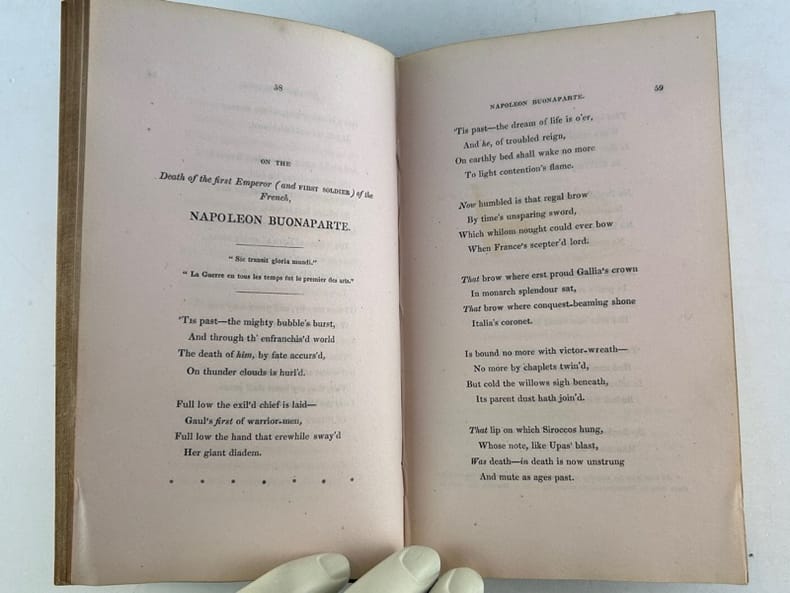 58
ON THE
Death of the first Emperor (and FIRST SOLDIER) of the
French,
NAPOLEON BUONAPARTE.
"Sic transit gloria mundi."
"La Guerre en tous les temps fut le premier des arts."
'Tis past—the mighty bubble's burst,
And through th' enfranchis'd world
The death of him, by fate accurs'd,
On thunder clouds is hurl'd.
Full low the exil'd chief is laid—
Gaul's first of warrior-men,
Full low the hand that erewhile sway'd
Her giant diadem.
* * * * * * *
NAPOLEON BUONAPARTE. 59
'Tis past—the dream of life is o'er,
And he, of troubled reign,
On earthly bed shall wake no more
To light contention's flame.
Now humbled is that regal brow
By time's unsparing sword,
Which whilom nought could ever bow
When France's scepter'd lord.
That brow where erst proud Gallia's crown
In monarch splendour sat,
That brow where conquest-beaming shone
Italia's coronet.
Is bound no more with victor-wreath—
No more by chaplets twin'd,
But cold the willows sigh beneath,
Its parent dust hath join'd.
That lip on which Siroccos hung,
Whose note, like Upas' blast,
Was death—in death is now unstrung
And mute as ages past.